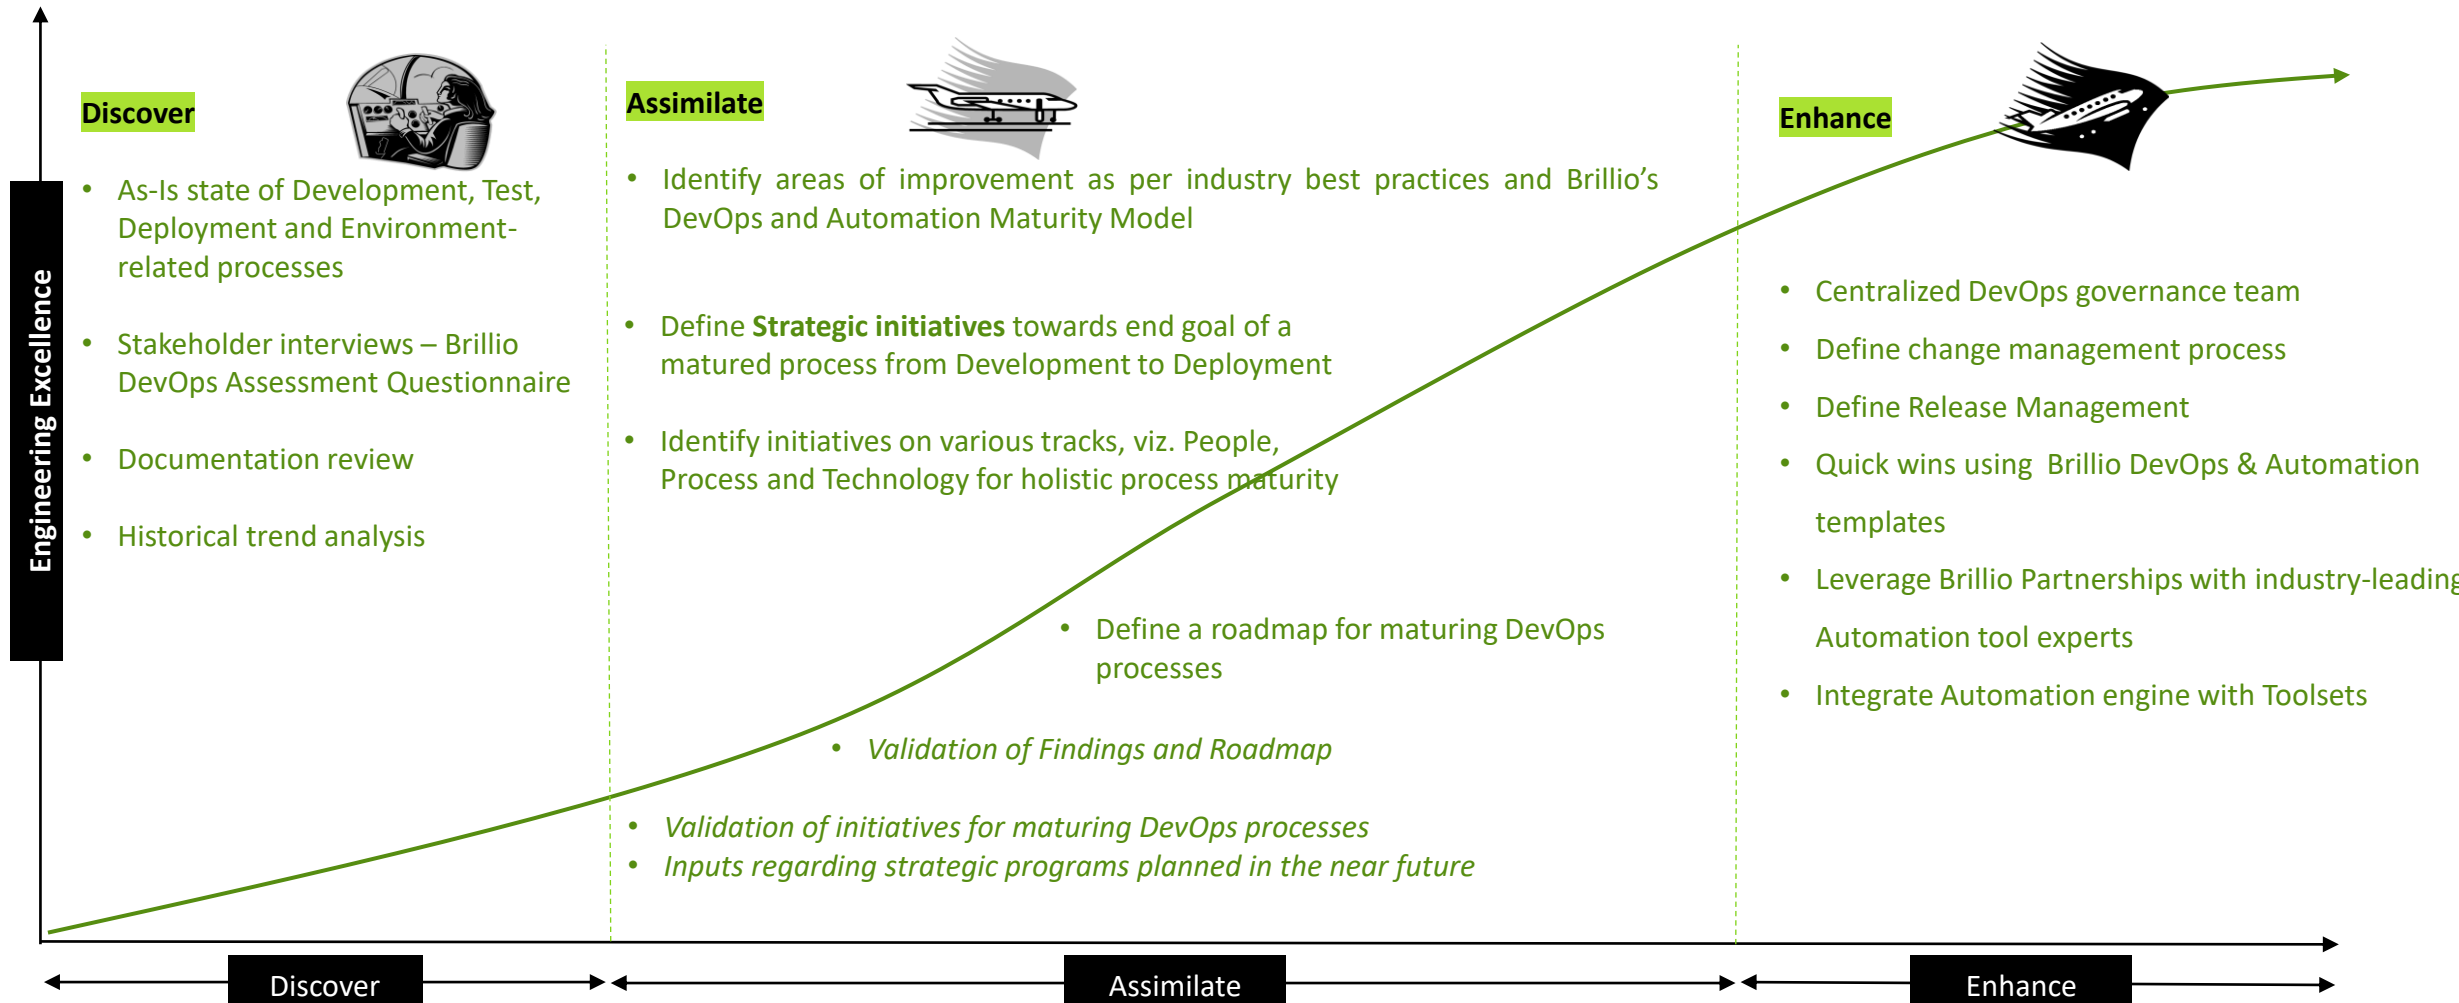 Engineering Excellence
Discover
• As-Is state of Development, Test,
Deployment and Environment-
related processes
• Stakeholder interviews – Brillio
DevOps Assessment Questionnaire
• Documentation review
• Historical trend analysis
Assimilate
• Identify areas of improvement as per industry best practices and Brillio's
DevOps and Automation Maturity Model
• Define Strategic initiatives towards end goal of a
matured process from Development to Deployment
• Identify initiatives on various tracks, viz. People,
Process and Technology for holistic process maturity
• Define a roadmap for maturing DevOps
processes
• Validation of Findings and Roadmap
• Validation of initiatives for maturing DevOps processes
• Inputs regarding strategic programs planned in the near future
Enhance
• Centralized DevOps governance team
• Define change management process
• Define Release Management
• Quick wins using Brillio DevOps & Automation
templates
• Leverage Brillio Partnerships with industry-leading
Automation tool experts
• Integrate Automation engine with Toolsets
Discover
Assimilate
Enhance